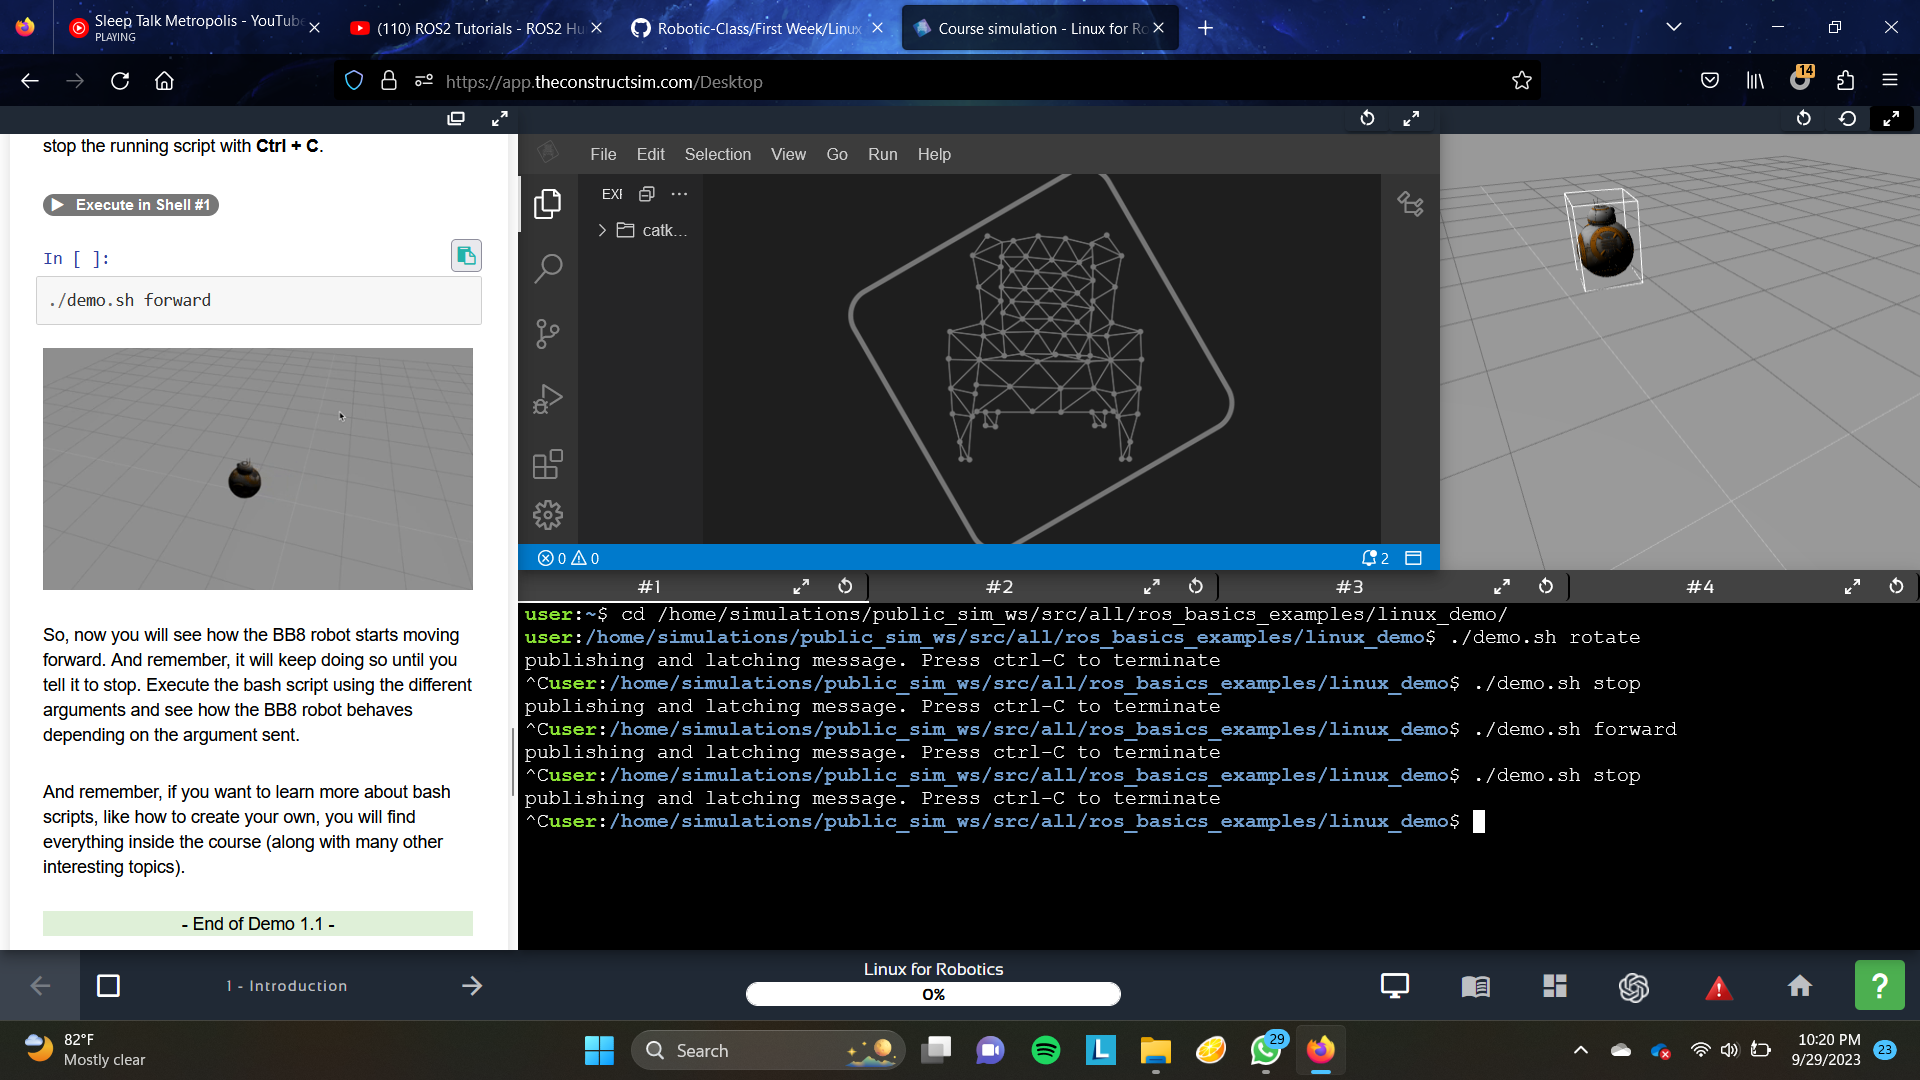 Sleep Talk Metropolis - YouTube
PLAYING
(110) ROS2 Tutorials - ROS2 Hu
Robotic-Class/First Week/Linux
Course simulation - Linux for Ro
https://app.theconstructsim.com/Desktop
14
stop the running script with Ctrl + C.
Execute in Shell #1
In [ ]:
./demo.sh forward
So, now you will see how the BB8 robot starts moving
forward. And remember, it will keep doing so until you
tell it to stop. Execute the bash script using the different
arguments and see how the BB8 robot behaves
depending on the argument sent.
And remember, if you want to learn more about bash
scripts, like how to create your own, you will find
everything inside the course (along with many other
interesting topics).
- End of Demo 1.1 -
File Edit Selection View Go Run Help
EXI
catk...
0 0
2
#1 #2 #3 #4
user:~$ cd /home/simulations/public_sim_ws/src/all/ros_basics_examples/linux_demo/
user:/home/simulations/public_sim_ws/src/all/ros_basics_examples/linux_demo$ ./demo.sh rotate
publishing and latching message. Press ctrl-C to terminate
^Cuser:/home/simulations/public_sim_ws/src/all/ros_basics_examples/linux_demo$ ./demo.sh stop
publishing and latching message. Press ctrl-C to terminate
^Cuser:/home/simulations/public_sim_ws/src/all/ros_basics_examples/linux_demo$ ./demo.sh forward
publishing and latching message. Press ctrl-C to terminate
^Cuser:/home/simulations/public_sim_ws/src/all/ros_basics_examples/linux_demo$ ./demo.sh stop
publishing and latching message. Press ctrl-C to terminate
^Cuser:/home/simulations/public_sim_ws/src/all/ros_basics_examples/linux_demo$
1 - Introduction
Linux for Robotics
0%
?
82°F
Mostly clear
Search
L
29
10:20 PM
9/29/2023
23